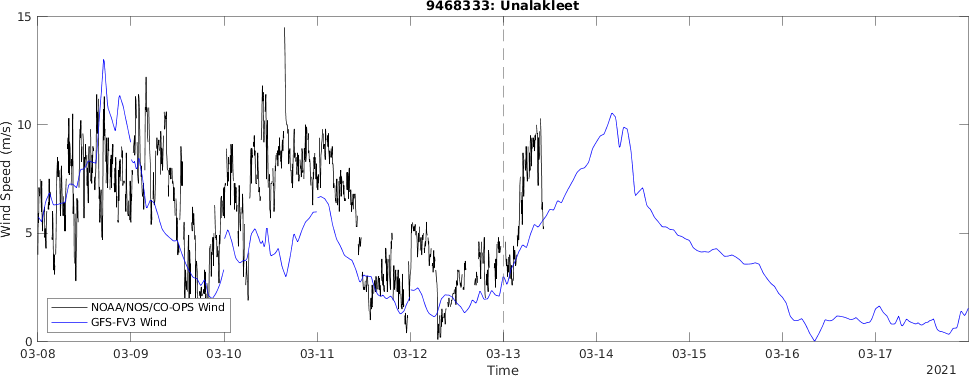 9468333: Unalakleet
15
10
5
0
Wind Speed (m/s)
NOAA/NOS/CO-OPS Wind
GFS-FV3 Wind
03-08 03-09 03-10 03-11 03-12 03-13 03-14 03-15 03-16 03-17
Time
2021